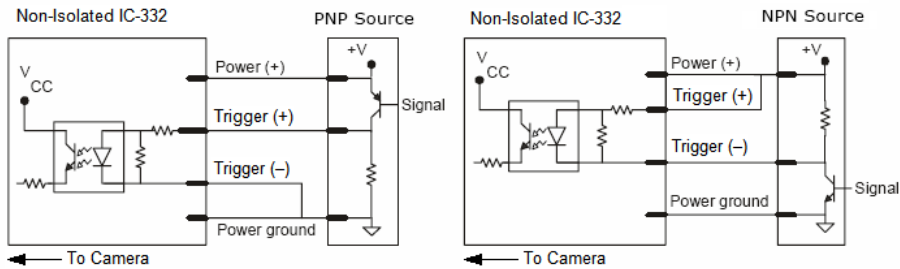 Non-Isolated IC-332
PNP Source
V
CC
Power (+)
+V
Signal
Trigger (+)
Trigger (–)
Power ground
To Camera
Non-Isolated IC-332
NPN Source
V
CC
Power (+)
+V
Trigger (+)
Trigger (–)
Signal
Power ground
To Camera